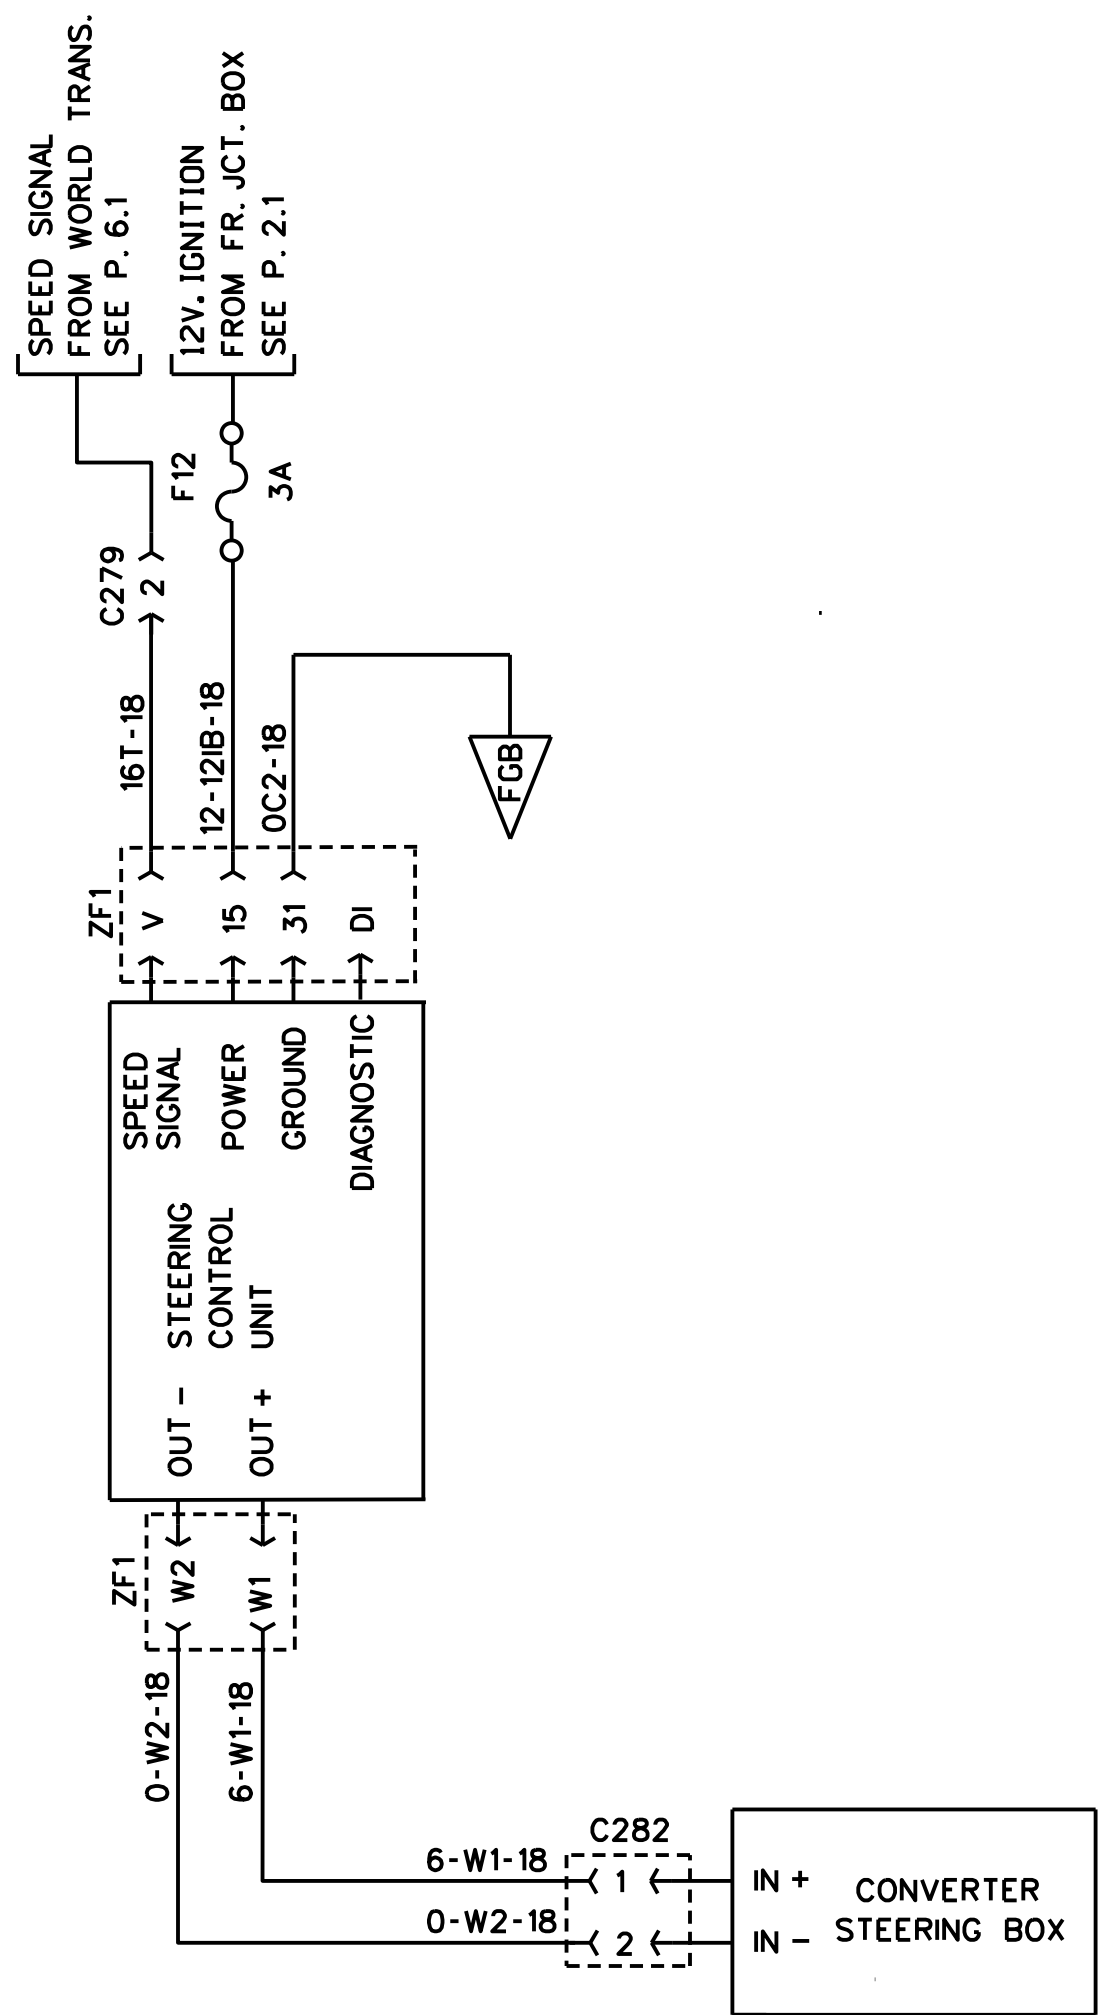 SPEED SIGNAL
FROM WORLD TRANS.
SEE P. 6.1
12V. IGNITION
FROM FR. JCT. BOX
SEE P. 2.1
F12
3A
C279
2
16T-18
12-12IB-18
0C2-18
FGB
ZF1
V
15
31
DI
SPEED
SIGNAL
POWER
GROUND
DIAGNOSTIC
STEERING
CONTROL
UNIT
OUT -
OUT +
ZF1
W2
W1
0-W2-18
6-W1-18
C282
6-W1-18
1
0-W2-18
2
IN +
IN -
CONVERTER
STEERING BOX